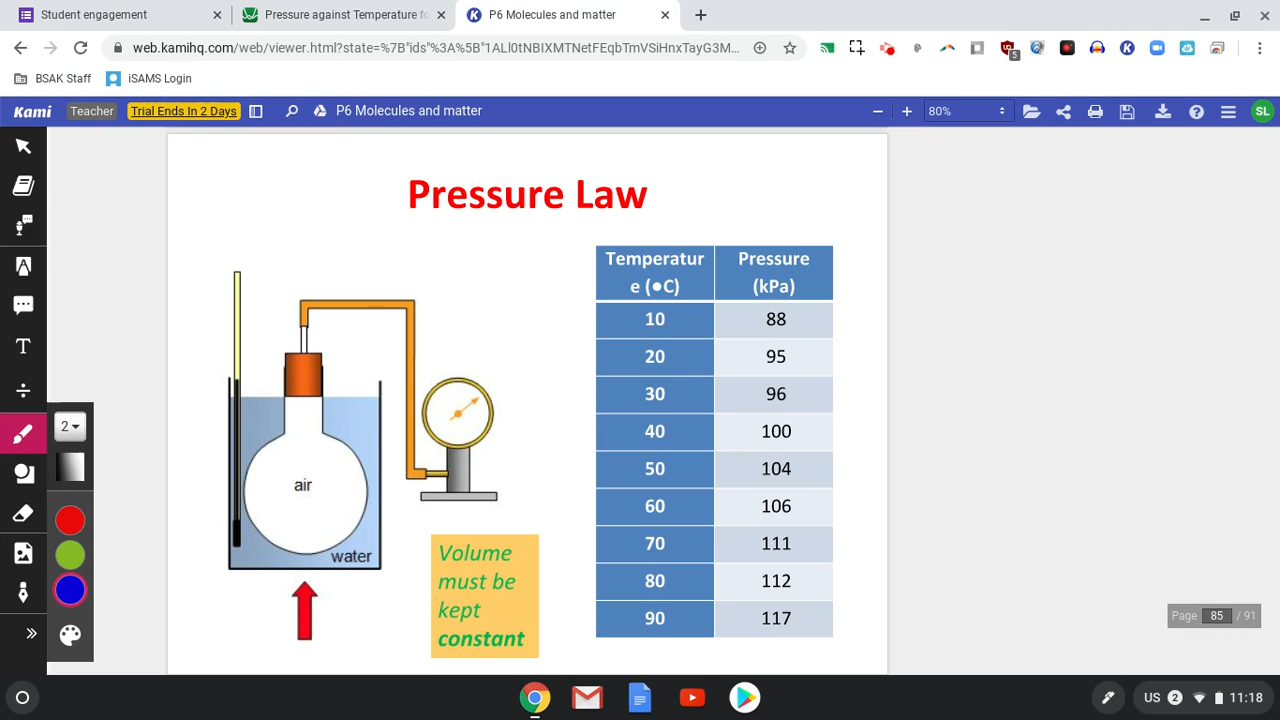 Student engagement
Pressure against Temperature fo
P6 Molecules and matter
web.kamihq.com/web/viewer.html?state=%7B"ids"%3A%5B"1ALl0tNBIXMTNetFEqbTmVSiHnxTayG3M...
5
BSAK Staff
iSAMS Login
Kami
Teacher
Trial Ends In 2 Days
P6 Molecules and matter
80%
SL
Pressure Law
Temperatur
e (●C)
Pressure
(kPa)
10 88
20 95
30 96
40 100
50 104
60 106
70 111
80 112
90 117
air
water
Volume
must be
kept
constant
2
Page 85 / 91
US 2 11:18